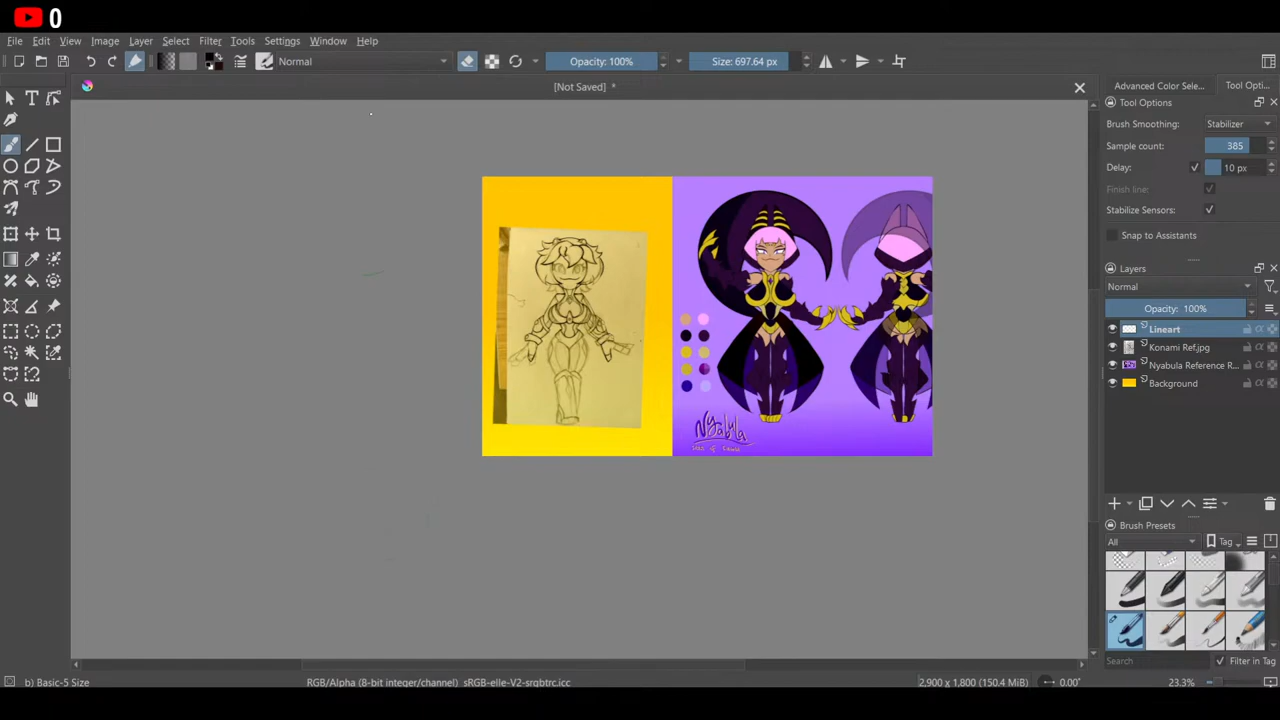 0
File Edit View Image Layer Select Filter Tools Settings Window Help
Normal Opacity: 100% Size: 697.64 px
[Not Saved] *
Advanced Color Sele... Tool Opti...
Tool Options
Brush Smoothing: Stabilizer
Sample count: 385
Delay: 10 px
Finish line:
Stabilize Sensors:
Snap to Assistants
Layers
Normal
Opacity: 100%
Lineart
Konami Ref.jpg
Nyabula Reference R...
Background
Nyabula
Brush Presets
All Tag
Search Filter in Tag
b) Basic-5 Size RGB/Alpha (8-bit integer/channel) sRGB-elle-V2-srgbtrc.icc 2,900 x 1,800 (150.4 MiB) 0.00° 23.3%